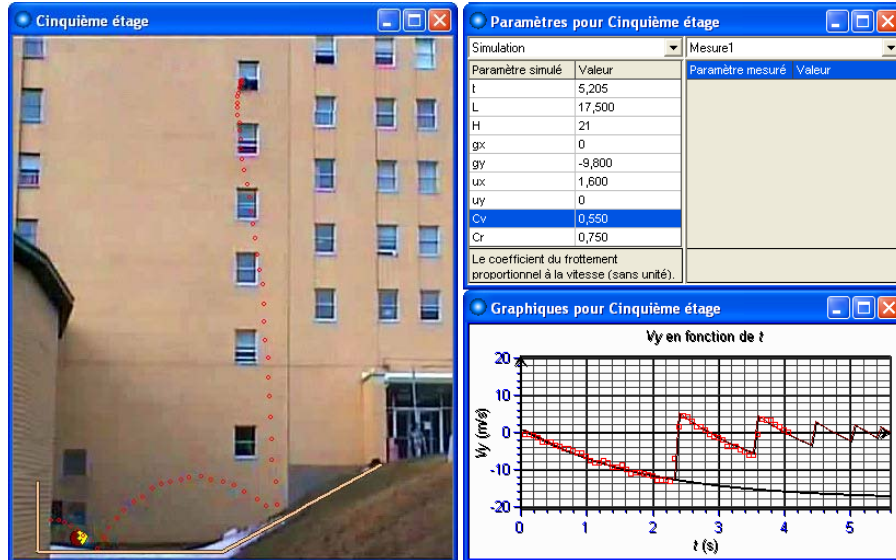 Cinquième étage
Paramètres pour Cinquième étage
Simulation
Mesure1
Paramètre simulé Valeur
Paramètre mesuré Valeur
t 5,205
L 17,500
H 21
gx 0
gy -9,800
ux 1,600
uy 0
Cv 0,550
Cr 0,750
Le coefficient du frottement
proportionnel à la vitesse (sans unité).
Graphiques pour Cinquième étage
Vy en fonction de t
Vy (m/s)
20
10
0
-10
-20
0 1 2 3 4 5
t (s)